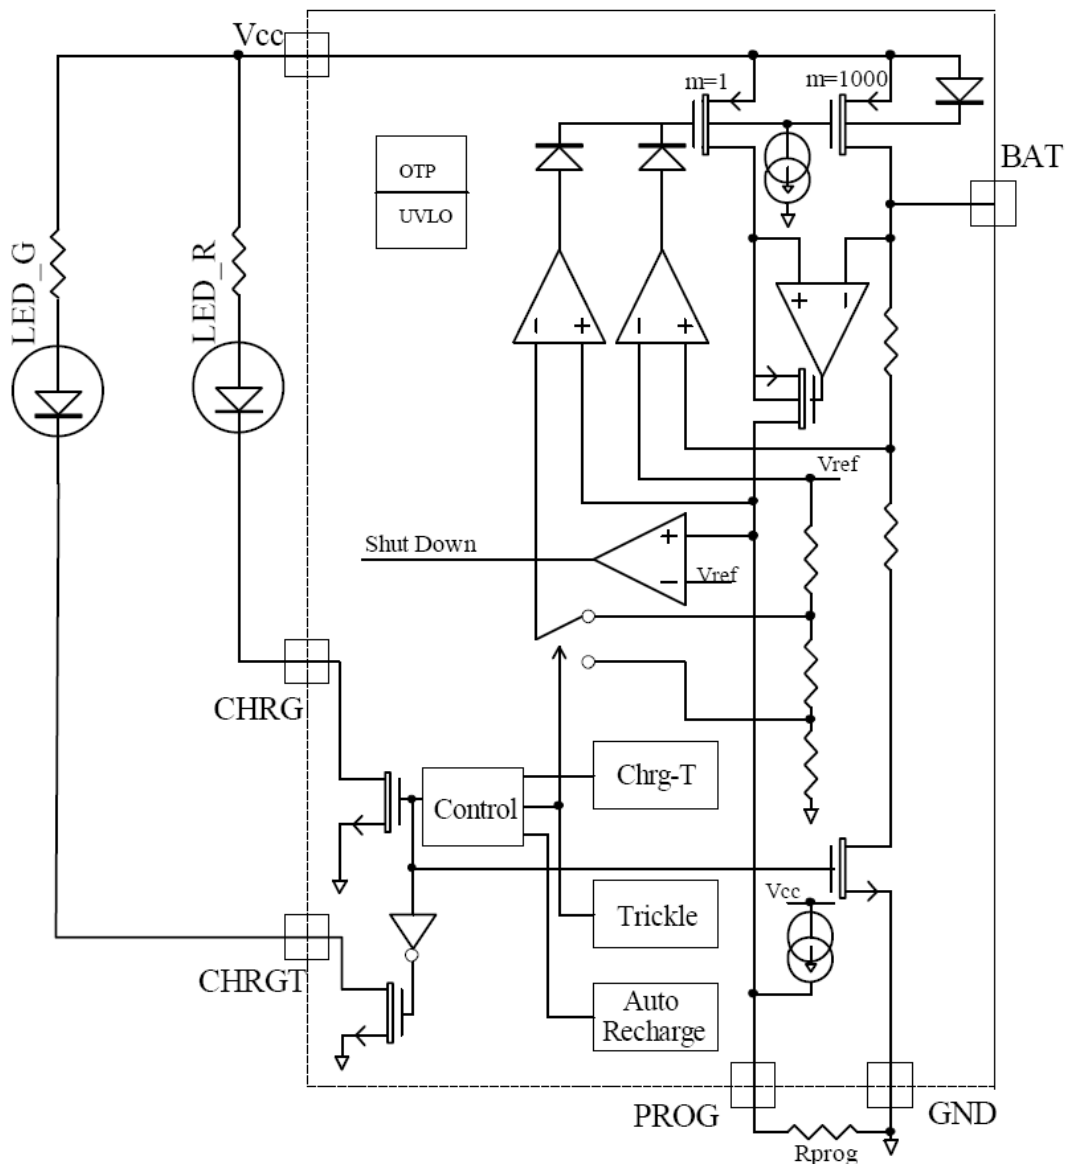 Vcc
m=1
m=1000
BAT
OTP
UVLO
LED_G
LED_R
+
-
-
+
-
+
Vref
Shut Down
+
-
Vref
CHRG
Chrg-T
Control
Trickle
Vcc
CHRGT
Auto
Recharge
PROG
GND
Rprog